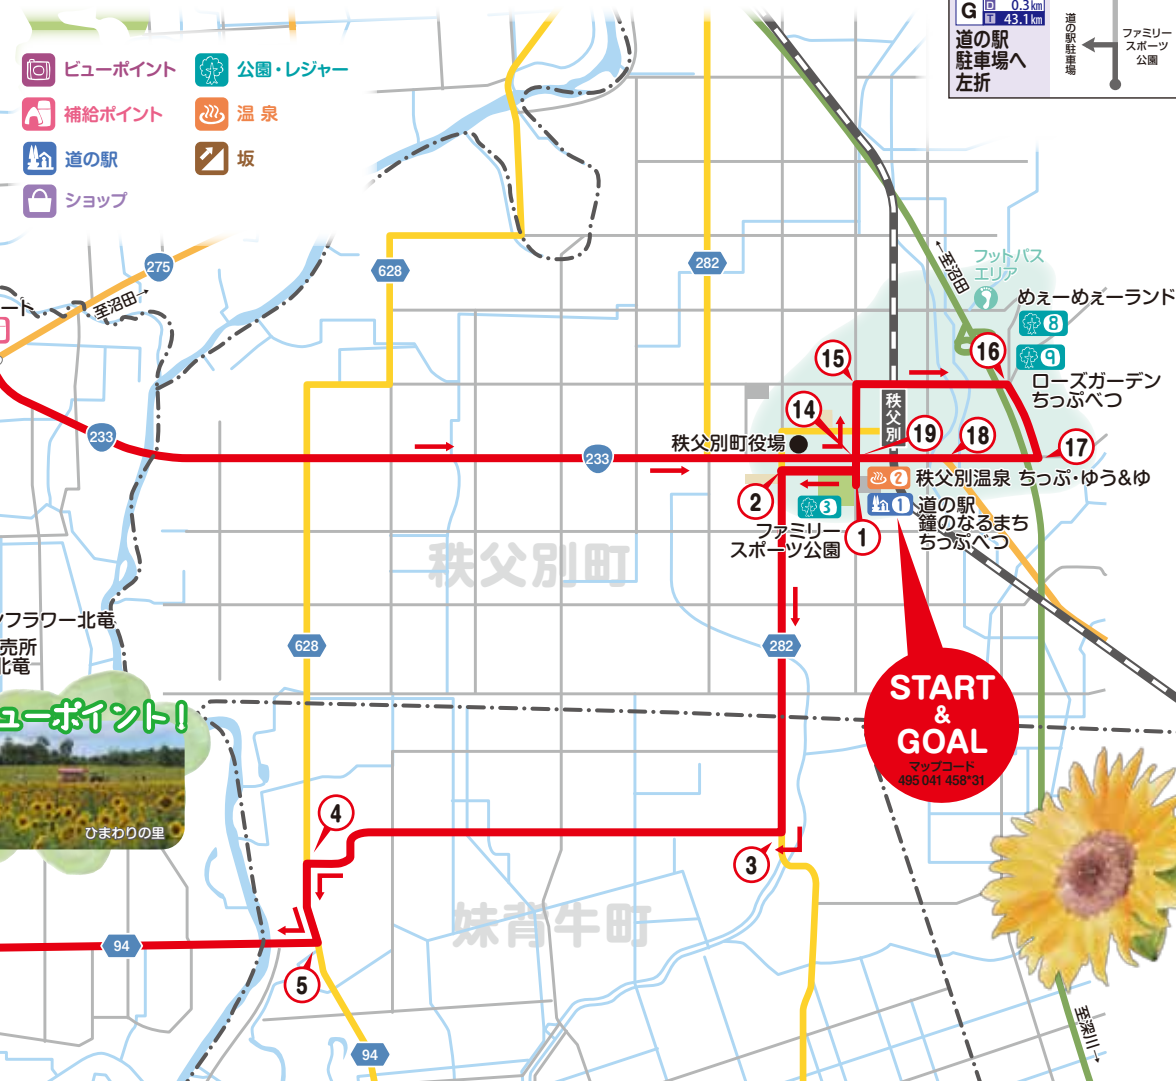 G
D 0.3km
T 43.1km
道の駅
駐車場へ
左折
道の駅駐車場
ファミリー
スポーツ
公園
ビューポイント
公園・レジャー
補給ポイント
温泉
道の駅
坂
ショップ
275
至沼田
ート
628
282
至沼田
フットパス
エリア
めぇーめぇーランド
8
9
ローズガーデン
ちっぷべつ
16
15
14
秩父別
19
18
17
233
233
秩父別町役場
2
秩父別温泉 ちっぷ・ゆう&ゆ
2
3
1
道の駅
鐘のなるまち
ちっぷべつ
ファミリー
スポーツ公園
1
秩父別町
ンフラワー北竜
売所
北竜
628
282
START
&
GOAL
マップコード
495 041 458*31
ューポイント!
ひまわりの里
4
3
妹背牛町
94
5
94
至深川